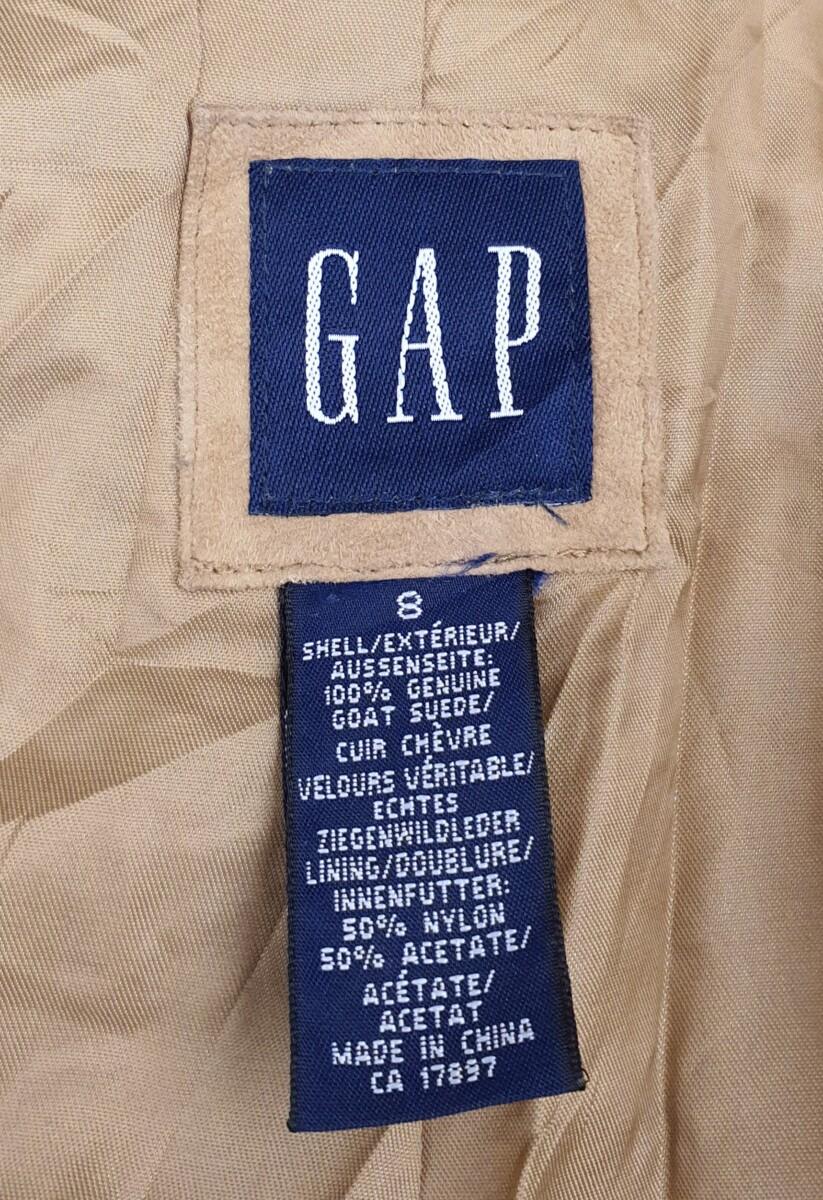 GAP
8
SHELL/EXTÉRIEUR/
AUSSENSEITE:
100% GENUINE
GOAT SUEDE/
CUIR CHÈVRE
VELOURS VÉRITABLE/
ECHTES
ZIEGENWILDLEDER
LINING/DOUBLURE/
INNENFUTTER:
50% NYLON
50% ACETATE/
ACÉTATE/
ACETAT
MADE IN CHINA
CA 17897